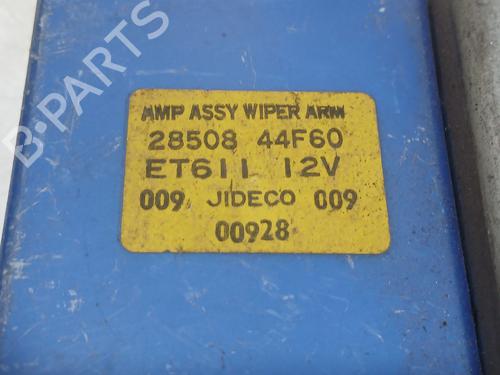 B-PARTS
AMP ASSY WIPER ARM
28508 44F60
ET611 12V
009 JIDECO 009
00928